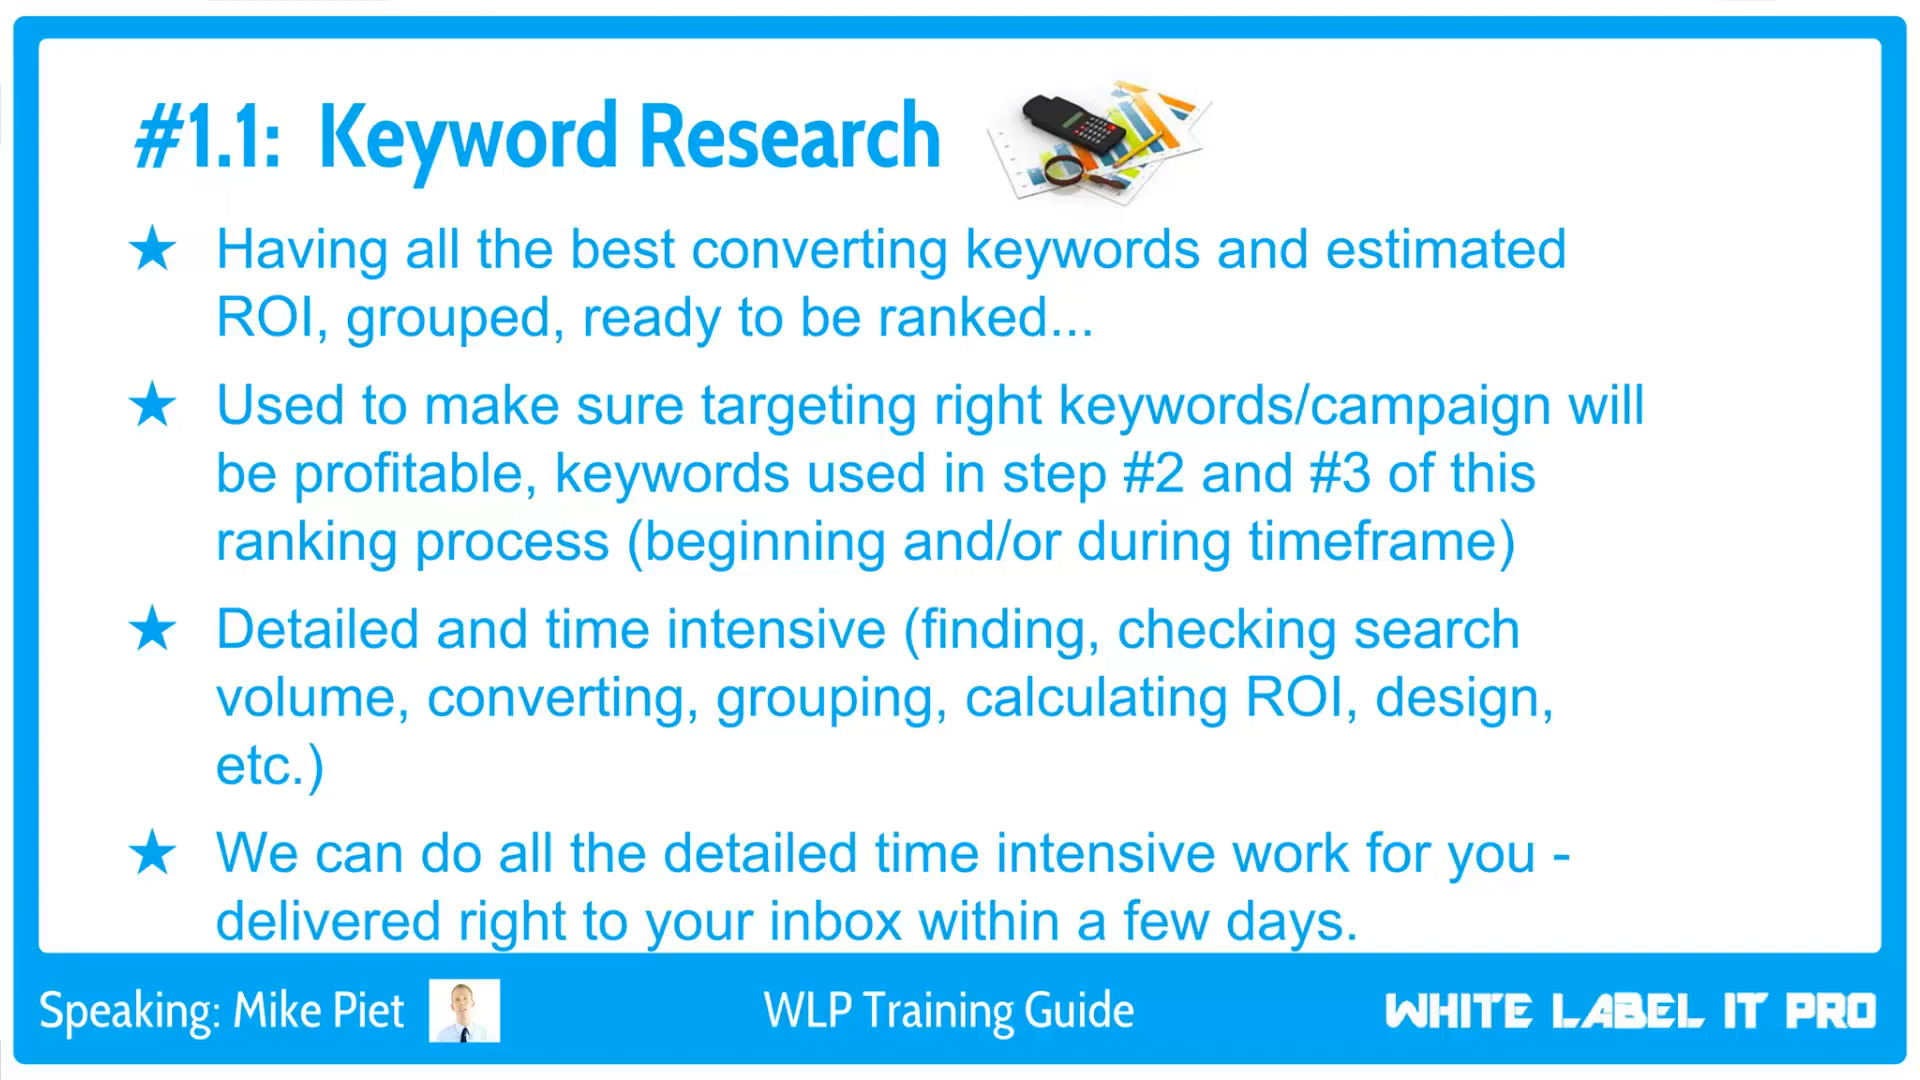 #1.1: Keyword Research
★ Having all the best converting keywords and estimated
ROI, grouped, ready to be ranked...
★ Used to make sure targeting right keywords/campaign will
be profitable, keywords used in step #2 and #3 of this
ranking process (beginning and/or during timeframe)
★ Detailed and time intensive (finding, checking search
volume, converting, grouping, calculating ROI, design,
etc.)
★ We can do all the detailed time intensive work for you -
delivered right to your inbox within a few days.
Speaking: Mike Piet
WLP Training Guide
WHITE LABEL IT PRO